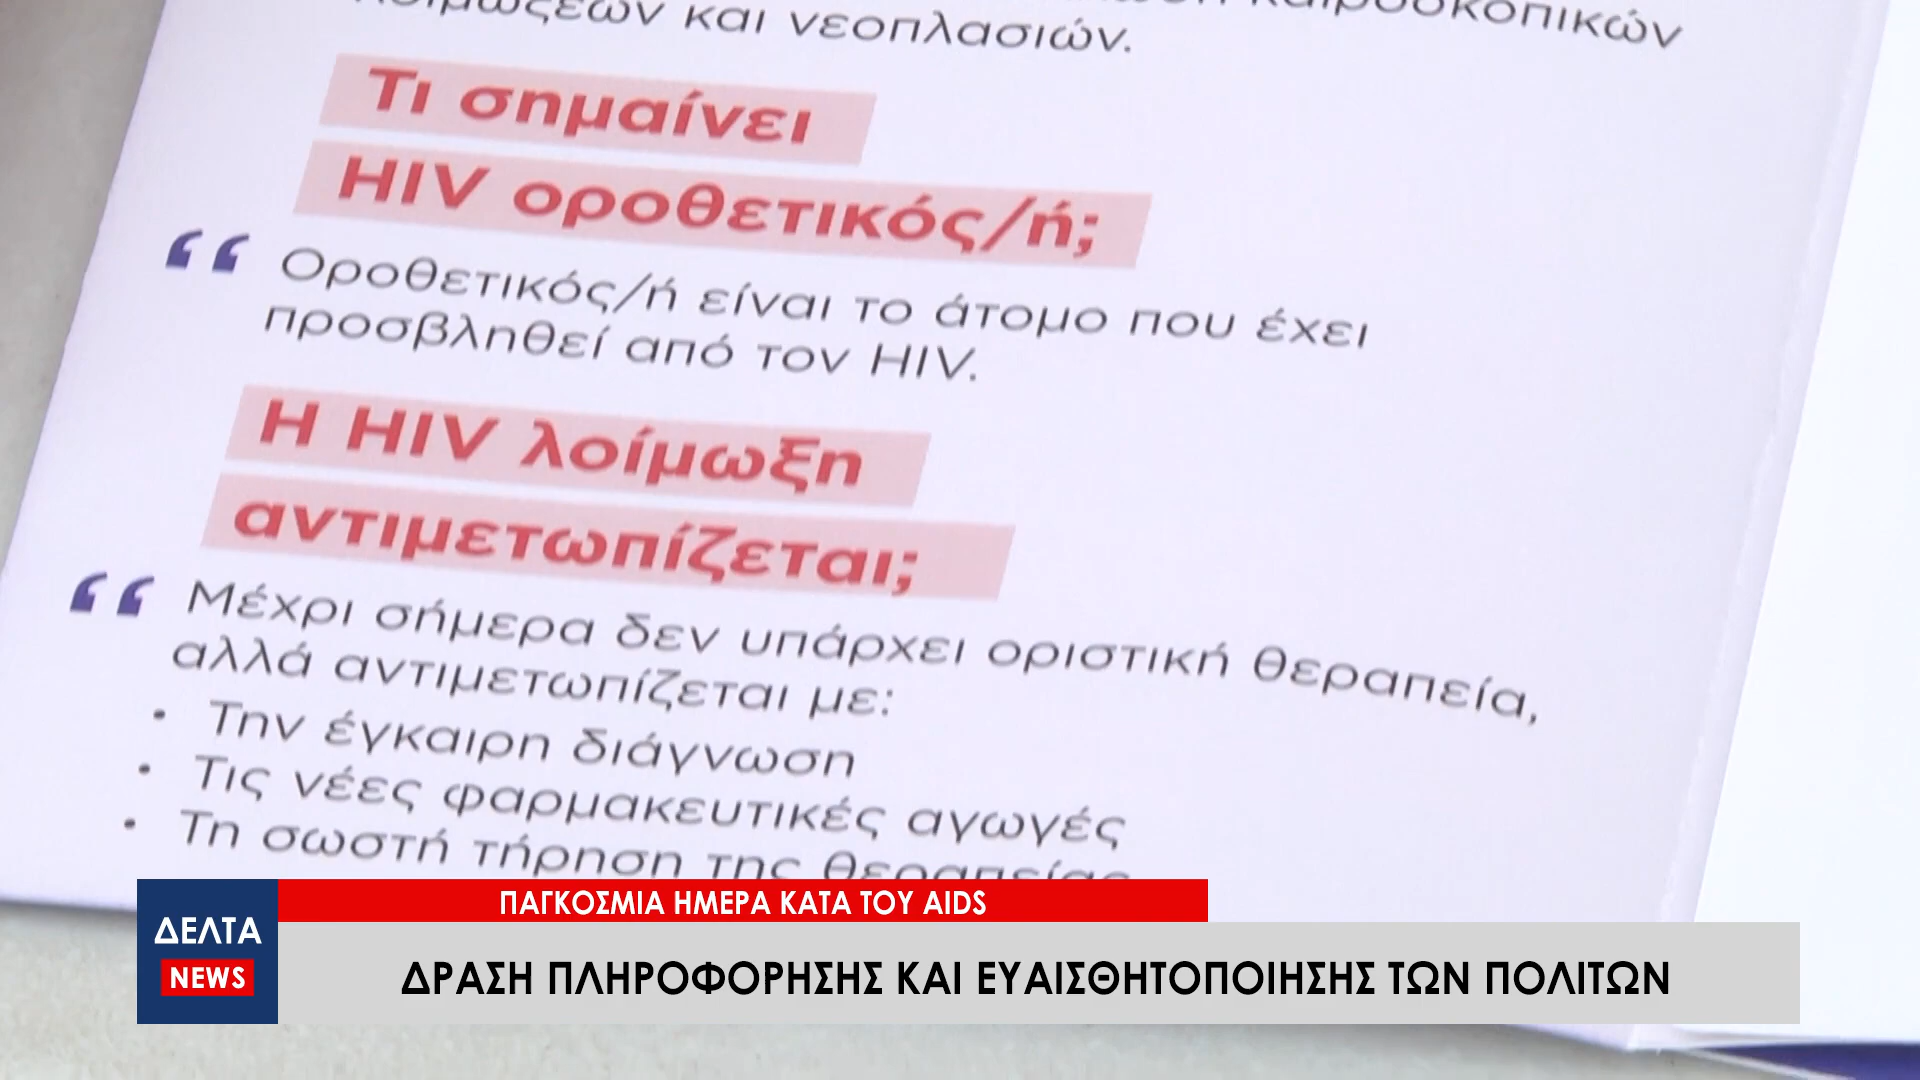 λοιμώξεων και νεοπλασιών.
καιροσκοπικών
Τι σημαίνει
HIV οροθετικός/ή;
“ Οροθετικός/ή είναι το άτομο που έχει
προσβληθεί από τον HIV.
Η HIV λοίμωξη
αντιμετωπίζεται;
“ Μέχρι σήμερα δεν υπάρχει οριστική θεραπεία,
αλλά αντιμετωπίζεται με:
• Την έγκαιρη διάγνωση
• Τις νέες φαρμακευτικές αγωγές
• Τη σωστή τήρηση της θεραπείας
ΠΑΓΚΟΣΜΙΑ ΗΜΕΡΑ ΚΑΤΑ ΤΟΥ AIDS
ΔΕΛΤΑ
NEWS
ΔΡΑΣΗ ΠΛΗΡΟΦΟΡΗΣΗΣ ΚΑΙ ΕΥΑΙΣΘΗΤΟΠΟΙΗΣΗΣ ΤΩΝ ΠΟΛΙΤΩΝ